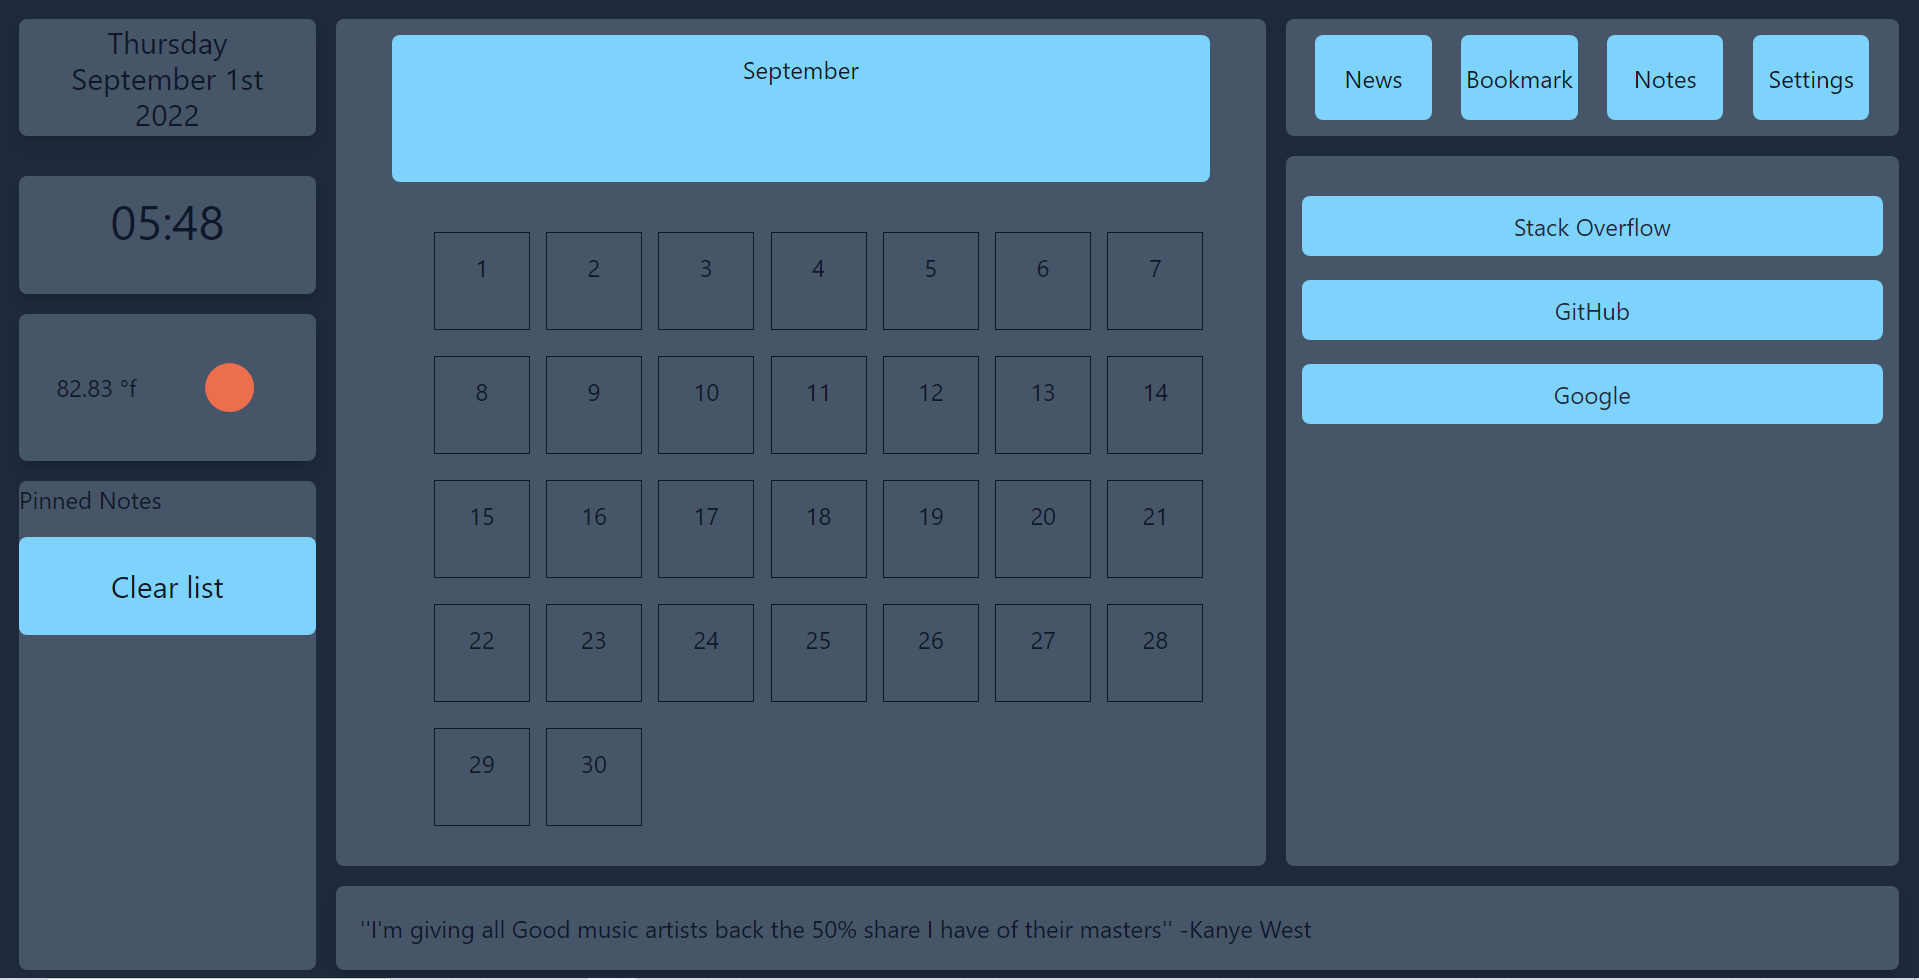 Thursday
September 1st
2022
05:48
82.83 °f
Pinned Notes
Clear list
September
1 2 3 4 5 6 7
8 9 10 11 12 13 14
15 16 17 18 19 20 21
22 23 24 25 26 27 28
29 30
News Bookmark Notes Settings
Stack Overflow
GitHub
Google
''I'm giving all Good music artists back the 50% share I have of their masters'' -Kanye West